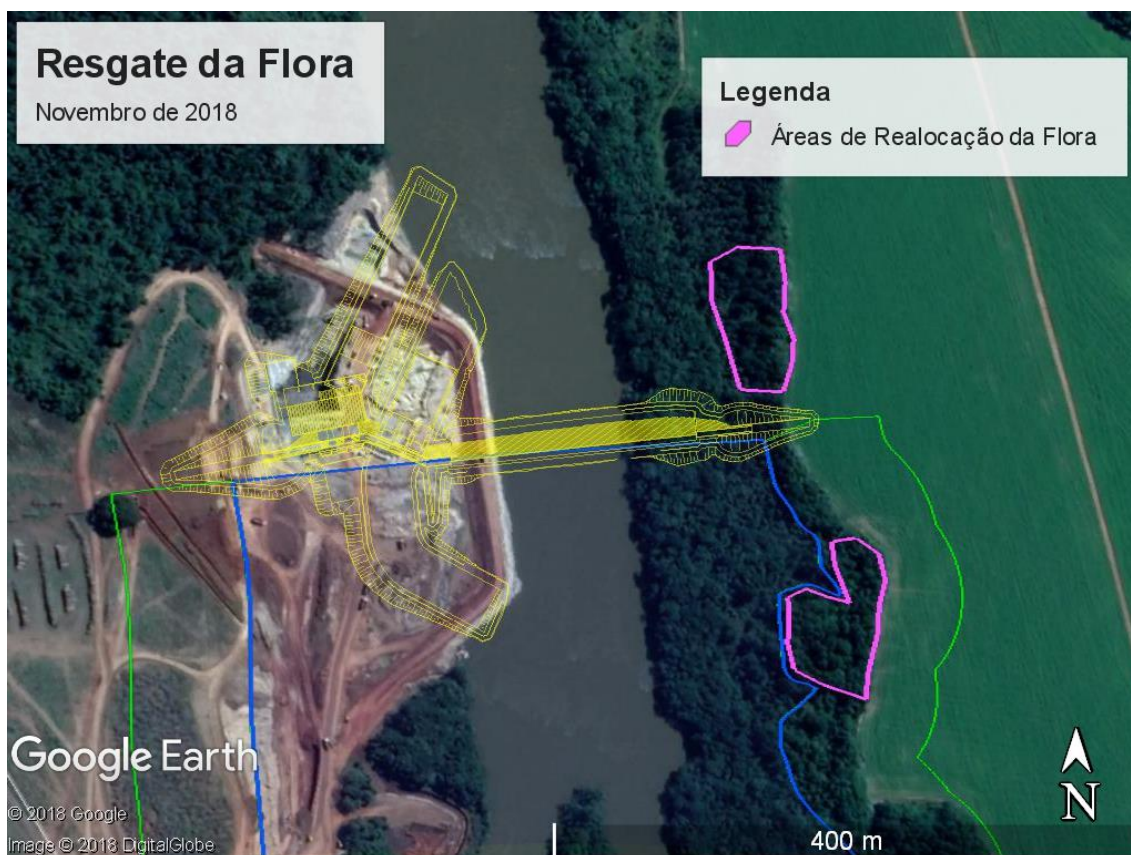 Resgate da Flora
Novembro de 2018
Legenda
Áreas de Realocação da Flora
Google Earth
© 2018 Google
Image © 2018 DigitalGlobe
400 m
N